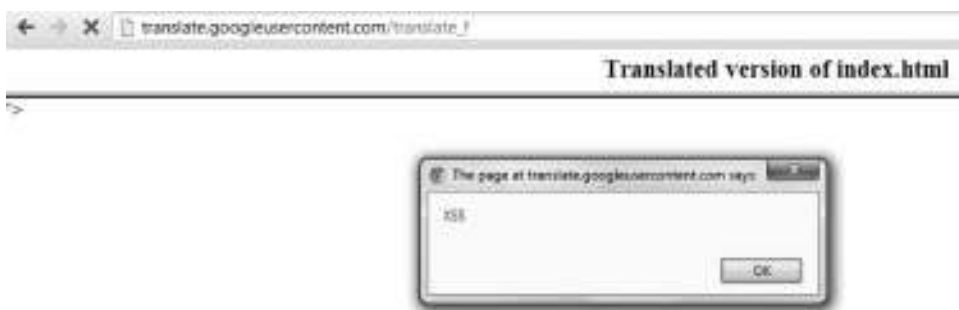 translate.googleusercontent.com/translate_f
Translated version of index.html
">
The page at translate.googleusercontent.com says:
XSS
OK